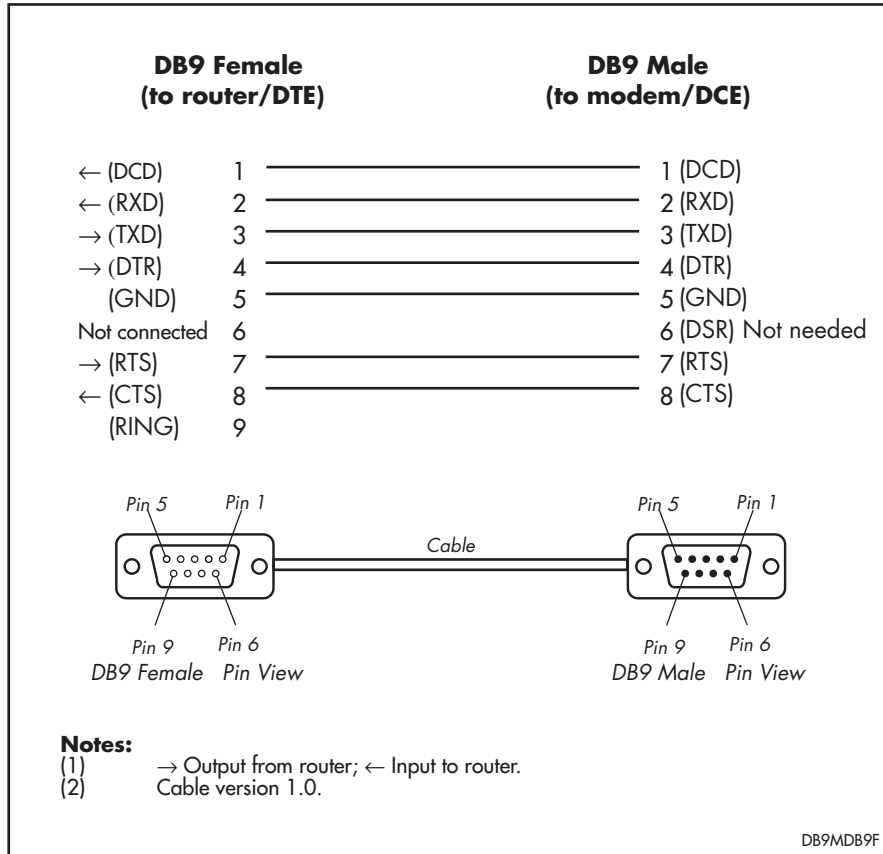 DB9 Female DB9 Male
(to router/DTE) (to modem/DCE)
← (DCD) 1 1 (DCD)
← (RXD) 2 2 (RXD)
→ (TXD) 3 3 (TXD)
→ (DTR) 4 4 (DTR)
(GND) 5 5 (GND)
Not connected 6 6 (DSR) Not needed
→ (RTS) 7 7 (RTS)
← (CTS) 8 8 (CTS)
(RING) 9
Pin 5 Pin 1 Pin 5 Pin 1
Cable
Pin 9 Pin 6 Pin 9 Pin 6
DB9 Female Pin View DB9 Male Pin View
Notes:
(1) → Output from router; ← Input to router.
(2) Cable version 1.0.
DB9MDB9F